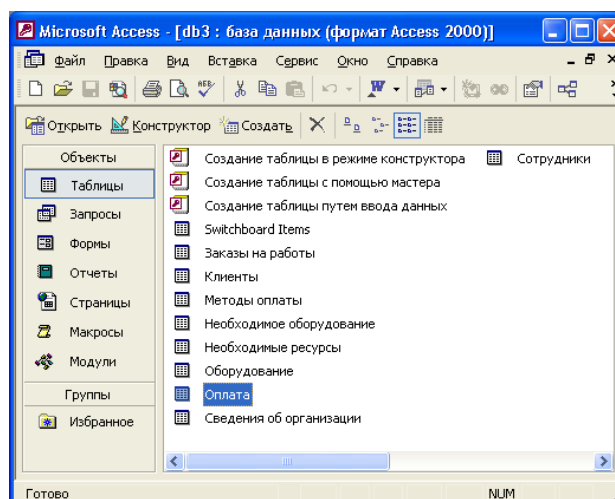 Microsoft Access - [db3 : база данных (формат Access 2000)]
Файл Правка Вид Вставка Сервис Окно Справка
Открыть Конструктор Создать
Объекты
Таблицы
Запросы
Формы
Отчеты
Страницы
Макросы
Модули
Группы
Избранное
Создание таблицы в режиме конструктора
Создание таблицы с помощью мастера
Создание таблицы путем ввода данных
Switchboard Items
Заказы на работы
Клиенты
Методы оплаты
Необходимое оборудование
Необходимые ресурсы
Оборудование
Оплата
Сведения об организации
Сотрудники
Готово
NUM